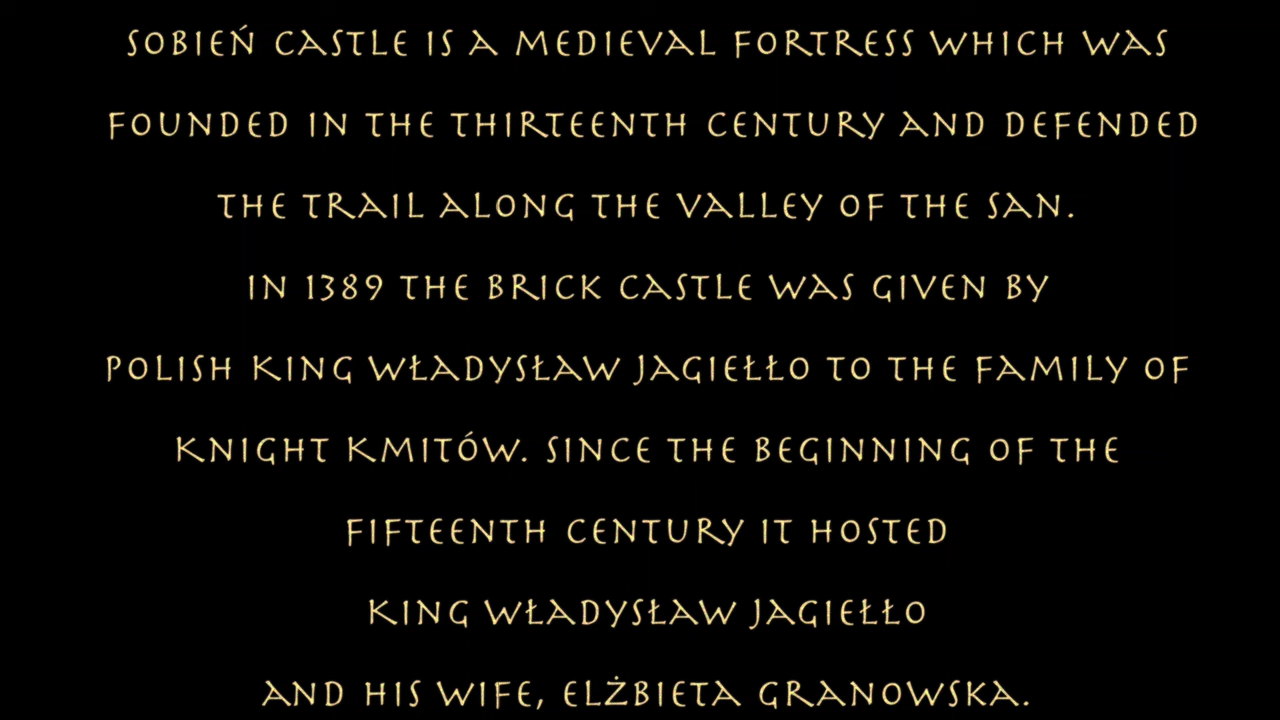 SOBIEŃ CASTLE IS A MEDIEVAL FORTRESS WHICH WAS
FOUNDED IN THE THIRTEENTH CENTURY AND DEFENDED
THE TRAIL ALONG THE VALLEY OF THE SAN.
IN 1389 THE BRICK CASTLE WAS GIVEN BY
POLISH KING WŁADYSŁAW JAGIEŁŁO TO THE FAMILY OF
KNIGHT KMITÓW. SINCE THE BEGINNING OF THE
FIFTEENTH CENTURY IT HOSTED
KING WŁADYSŁAW JAGIEŁŁO
AND HIS WIFE, ELŻBIETA GRANOWSKA.